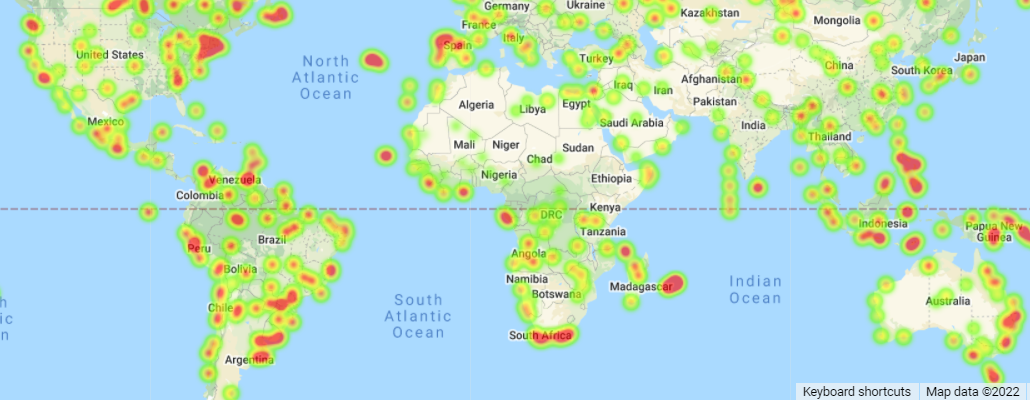 Germany
Ukraine
Kazakhstan
Mongolia
France
Italy
Spain
United States
North
Atlantic
Ocean
Turkey
Afghanistan
China
South Korea
Japan
Iraq
Iran
Pakistan
Algeria
Libya
Egypt
Saudi Arabia
India
Mexico
Mali
Niger
Chad
Sudan
Thailand
Nigeria
Ethiopia
Venezuela
Colombia
DRC
Kenya
Tanzania
Indonesia
Papua New
Guinea
Peru
Brazil
Bolivia
Angola
Namibia
Botswana
Madagascar
Indian
Ocean
Chile
South
Atlantic
Ocean
Australia
South Africa
Argentina
h
ic
n
Keyboard shortcuts
Map data ©2022